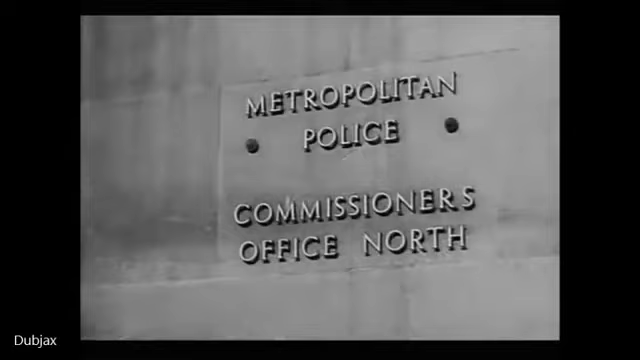 METROPOLITAN
POLICE
COMMISSIONERS
OFFICE NORTH
Dubjax